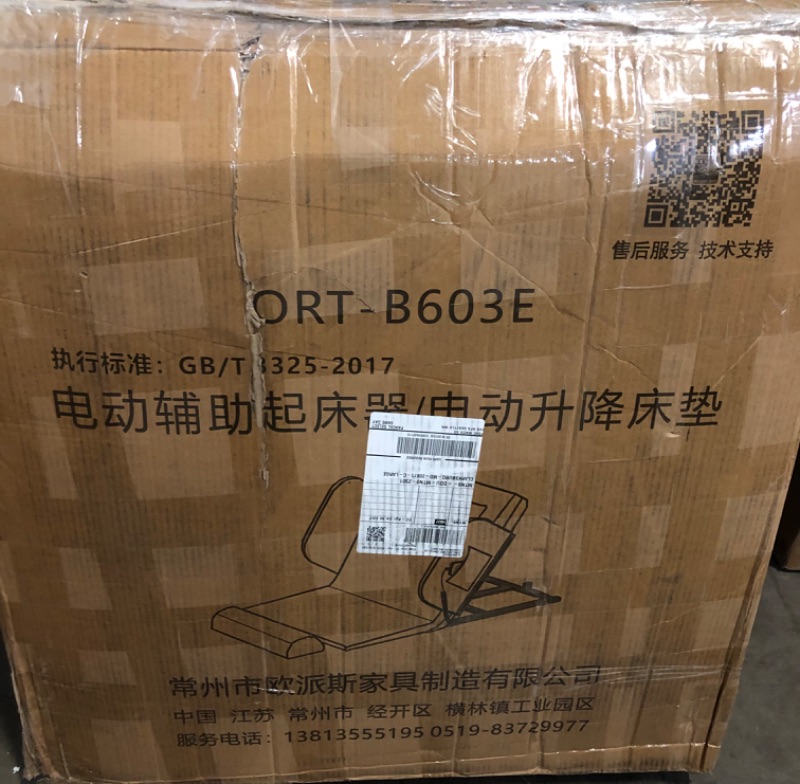 售后服务 技术支持
ORT-B603E
执行标准：GB/T 3325-2017
电动辅助起床器/电动升降床垫
常州市欧派斯家具制造有限公司
中国 江苏 常州市 经开区 横林镇工业园区
服务电话：13813555195 0519-83729977